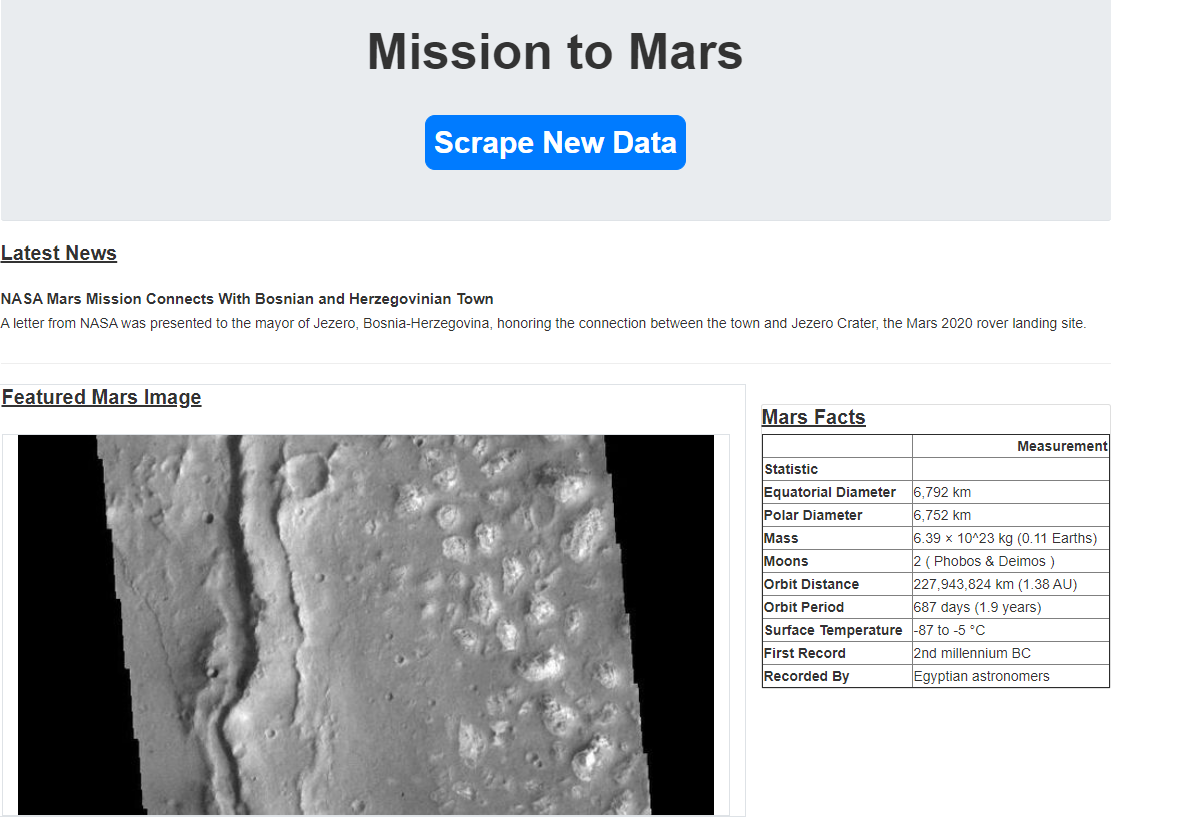 Mission to Mars
Scrape New Data
Latest News
NASA Mars Mission Connects With Bosnian and Herzegovinian Town
A letter from NASA was presented to the mayor of Jezero, Bosnia-Herzegovina, honoring the connection between the town and Jezero Crater, the Mars 2020 rover landing site.
Featured Mars Image
Mars Facts
Measurement
Statistic
Equatorial Diameter 6,792 km
Polar Diameter 6,752 km
Mass 6.39 × 10^23 kg (0.11 Earths)
Moons 2 ( Phobos & Deimos )
Orbit Distance 227,943,824 km (1.38 AU)
Orbit Period 687 days (1.9 years)
Surface Temperature -87 to -5 °C
First Record 2nd millennium BC
Recorded By Egyptian astronomers